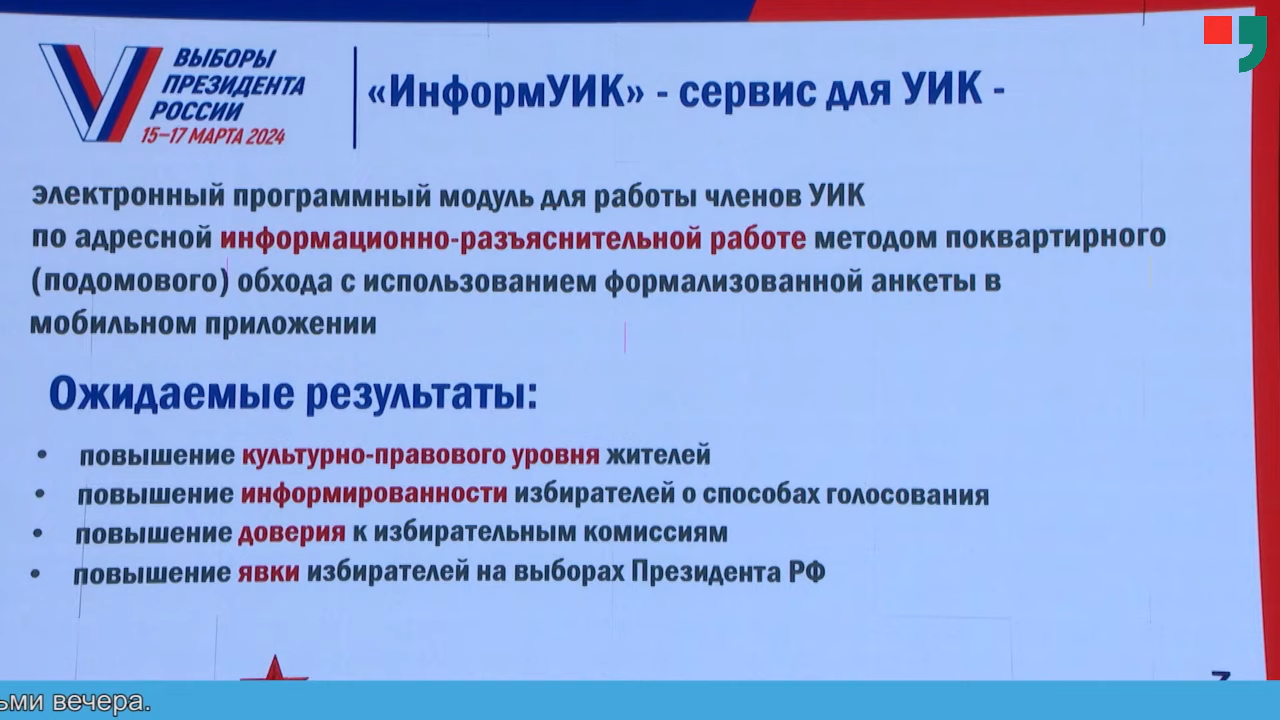 ВЫБОРЫ
ПРЕЗИДЕНТА
РОССИИ
15–17 МАРТА 2024
«ИнформУИК» - сервис для УИК -
электронный программный модуль для работы членов УИК
по адресной информационно-разъяснительной работе методом поквартирного
(подомового) обхода с использованием формализованной анкеты в
мобильном приложении
Ожидаемые результаты:
• повышение культурно-правового уровня жителей
• повышение информированности избирателей о способах голосования
• повышение доверия к избирательным комиссиям
• повышение явки избирателей на выборах Президента РФ
вечера.